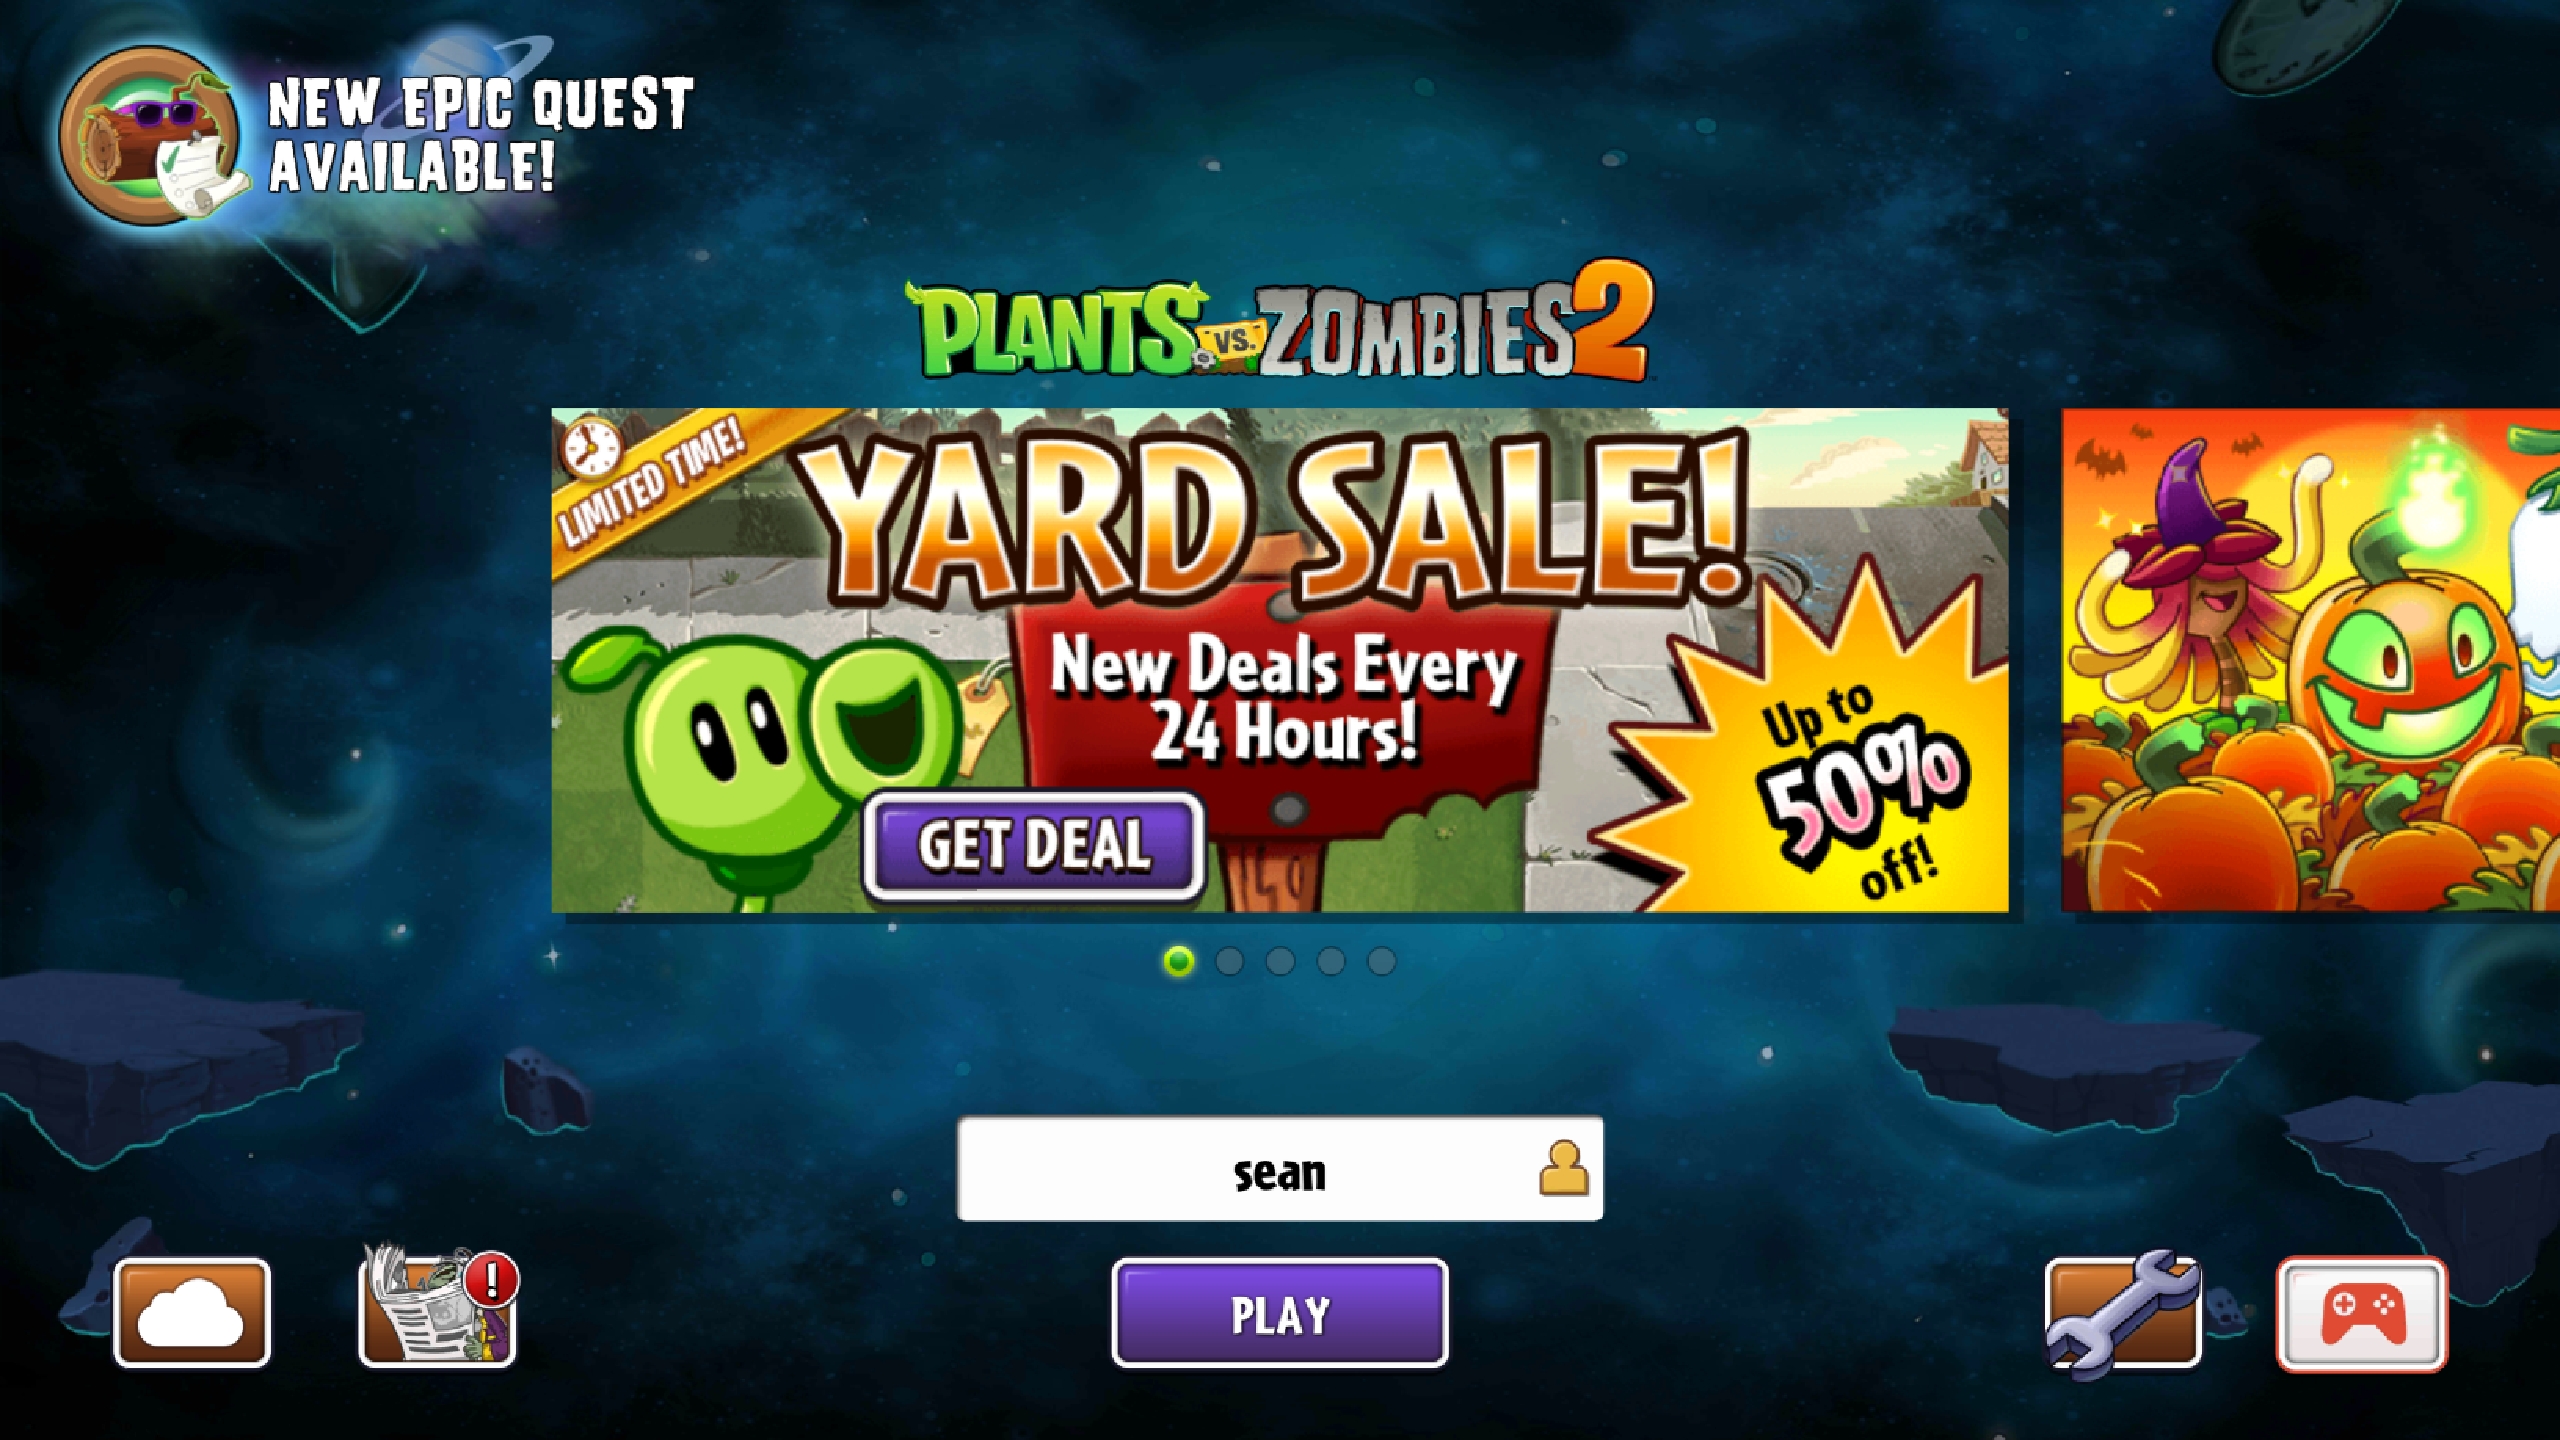 NEW EPIC QUEST
AVAILABLE!
PLANTS VS. ZOMBIES 2
LIMITED TIME!
YARD SALE!
New Deals Every
24 Hours!
GET DEAL
Up to
50%
off!
sean
!
PLAY